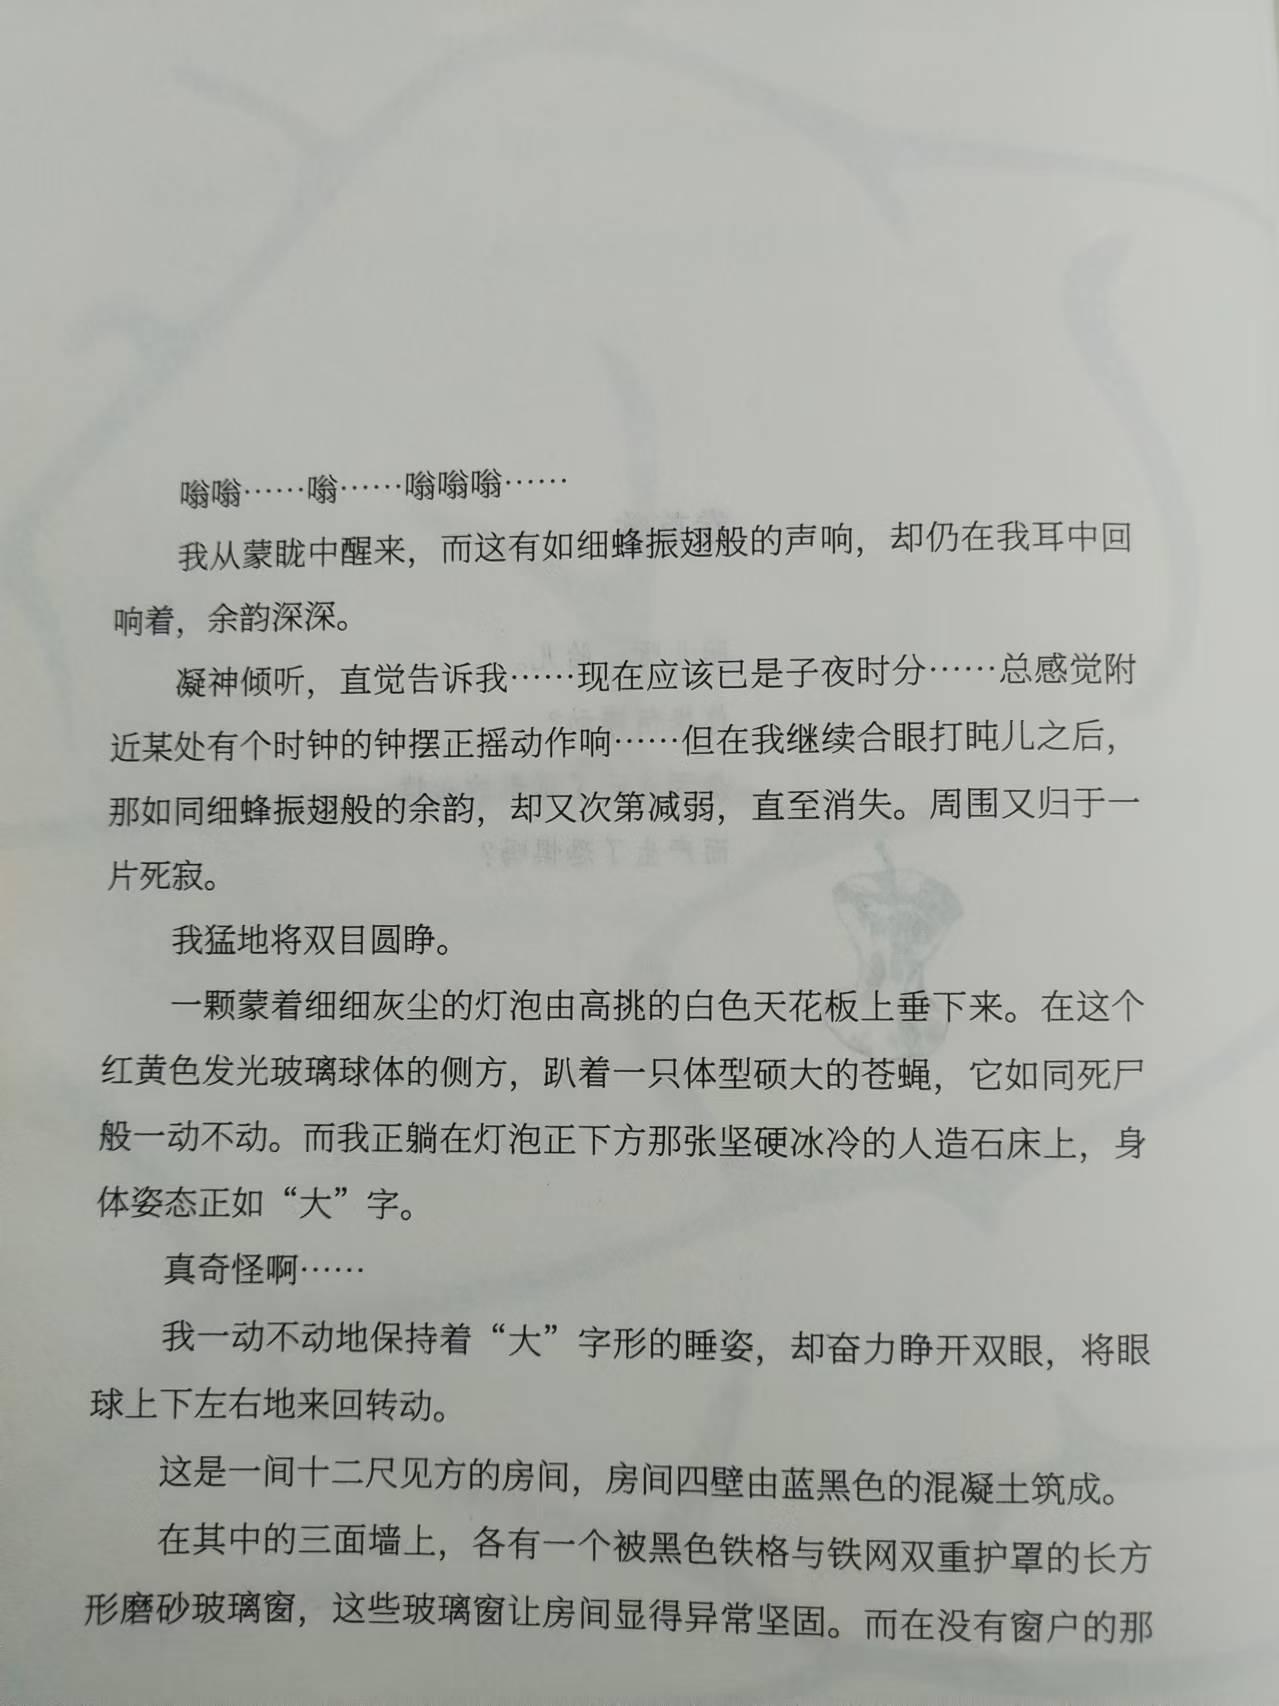 嗡嗡……嗡……嗡嗡嗡……
我从蒙眬中醒来，而这有如细蜂振翅般的声响，却仍在我耳中回
响着，余韵深深。
凝神倾听，直觉告诉我……现在应该已是子夜时分……总感觉附
近某处有个时钟的钟摆正摇动作响……但在我继续合眼打盹儿之后，
那如同细蜂振翅般的余韵，却又次第减弱，直至消失。周围又归于一
片死寂。
我猛地将双目圆睁。
一颗蒙着细细灰尘的灯泡由高挑的白色天花板上垂下来。在这个
红黄色发光玻璃球体的侧方，趴着一只体型硕大的苍蝇，它如同死尸
般一动不动。而我正躺在灯泡正下方那张坚硬冰冷的人造石床上，身
体姿态正如“大”字。
真奇怪啊……
我一动不动地保持着“大”字形的睡姿，却奋力睁开双眼，将眼
球上下左右地来回转动。
这是一间十二尺见方的房间，房间四壁由蓝黑色的混凝土筑成。
在其中的三面墙上，各有一个被黑色铁格与铁网双重护罩的长方
形磨砂玻璃窗，这些玻璃窗让房间显得异常坚固。而在没有窗户的那